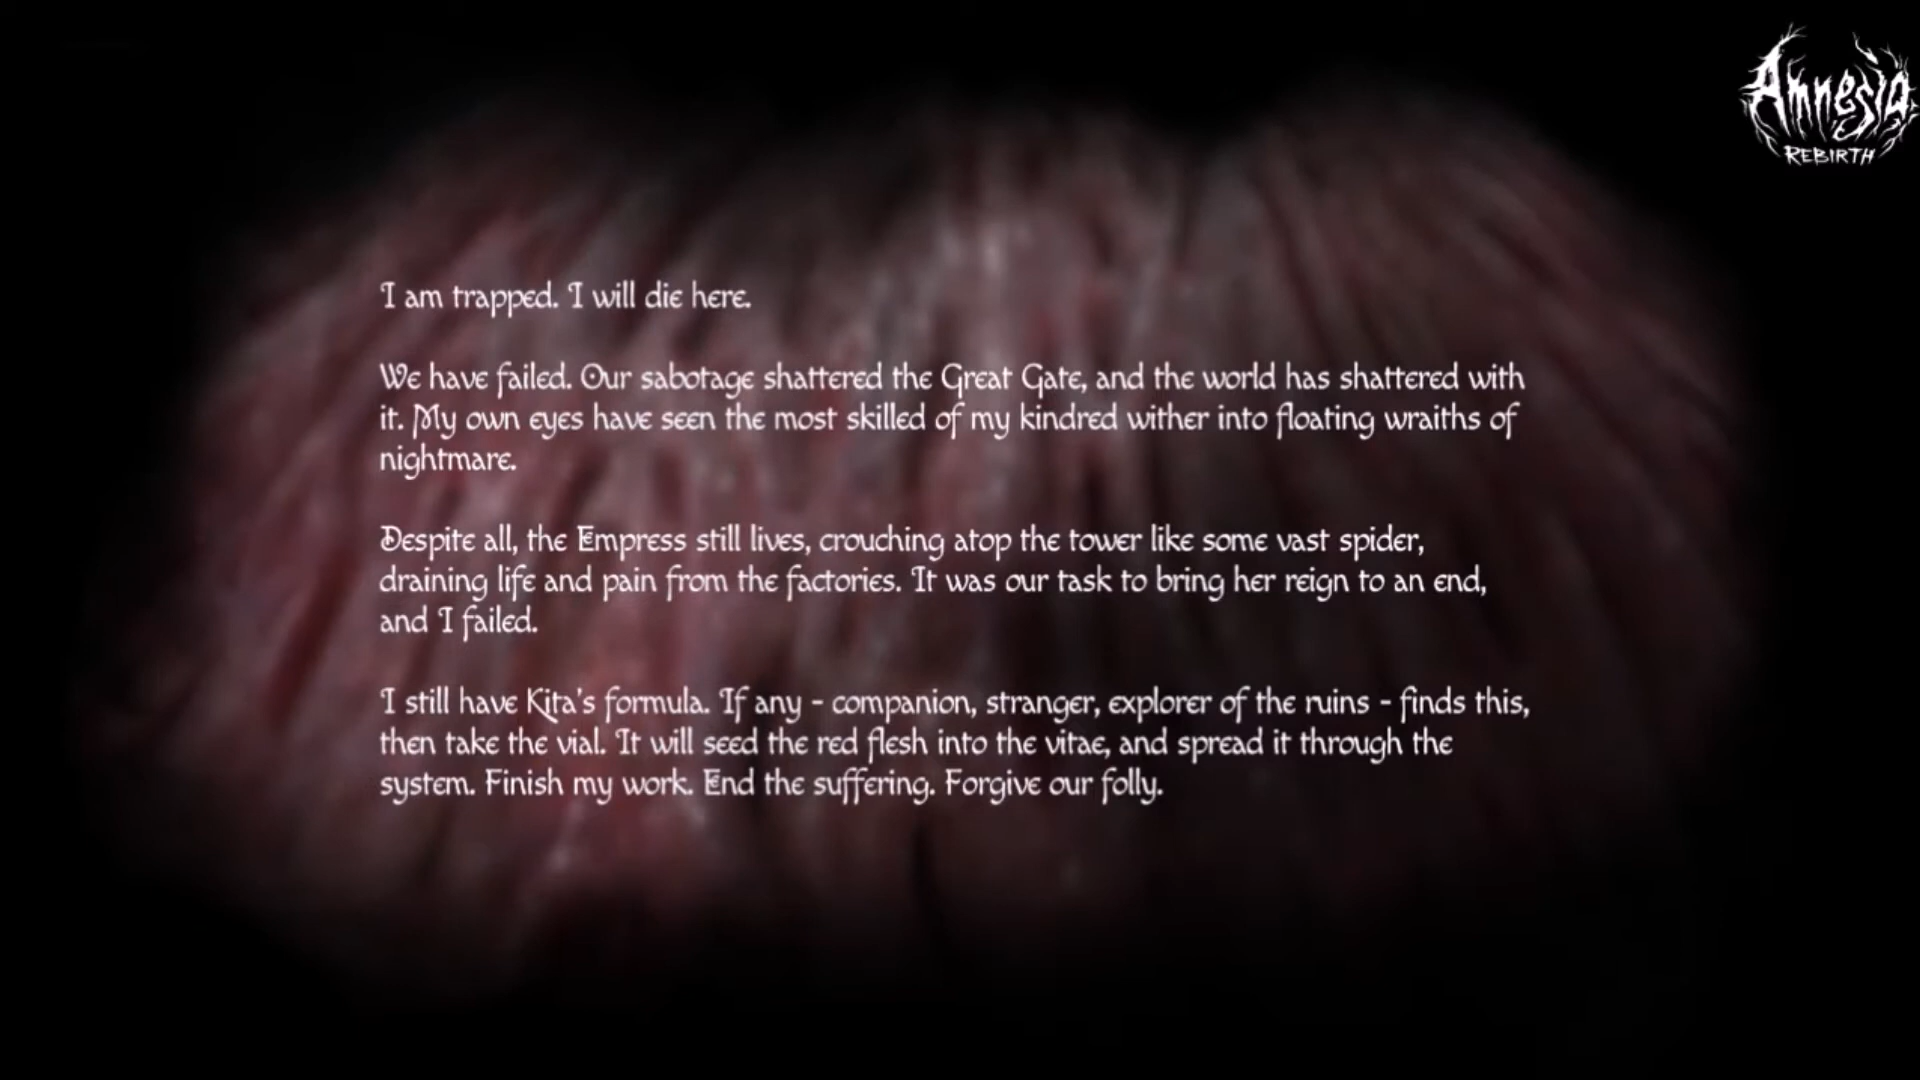 Amnesia
REBIRTH
I am trapped. I will die here.
We have failed. Our sabotage shattered the Great Gate, and the world has shattered with
it. My own eyes have seen the most skilled of my kindred wither into floating wraiths of
nightmare.
Despite all, the Empress still lives, crouching atop the tower like some vast spider,
draining life and pain from the factories. It was our task to bring her reign to an end,
and I failed.
I still have Kita's formula. If any - companion, stranger, explorer of the ruins - finds this,
then take the vial. It will seed the red flesh into the vitae, and spread it through the
system. Finish my work. End the suffering. Forgive our folly.